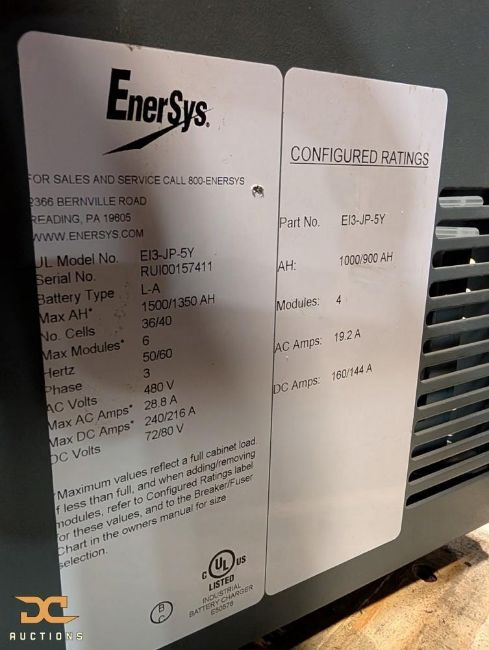 EnerSys.
FOR SALES AND SERVICE CALL 800-ENERSYS
2366 BERNVILLE ROAD
READING, PA 19605
WWW.ENERSYS.COM
UL Model No. EI3-JP-5Y
Serial No. RUI00157411
Battery Type L-A
Max AH* 1500/1350 AH
No. Cells 36/40
Max Modules* 6
Hertz 50/60
Phase 3
AC Volts 480 V
Max AC Amps* 28.8 A
Max DC Amps* 240/216 A
DC Volts 72/80 V
*Maximum values reflect a full cabinet load.
If less than full, and when adding/removing
modules, refer to Configured Ratings label
for these values, and to the Breaker/Fuser
Chart in the owners manual for size
selection.
C UL US
LISTED
INDUSTRIAL
BATTERY CHARGER
E50578
B
C
CONFIGURED RATINGS
Part No. EI3-JP-5Y
AH: 1000/900 AH
Modules: 4
AC Amps: 19.2 A
DC Amps: 160/144 A
DC
AUCTIONS